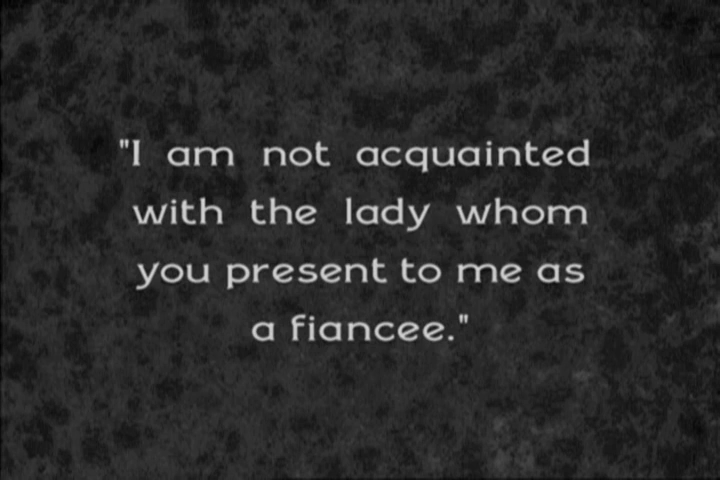 "I am not acquainted
with the lady whom
you present to me as
a fiancee."